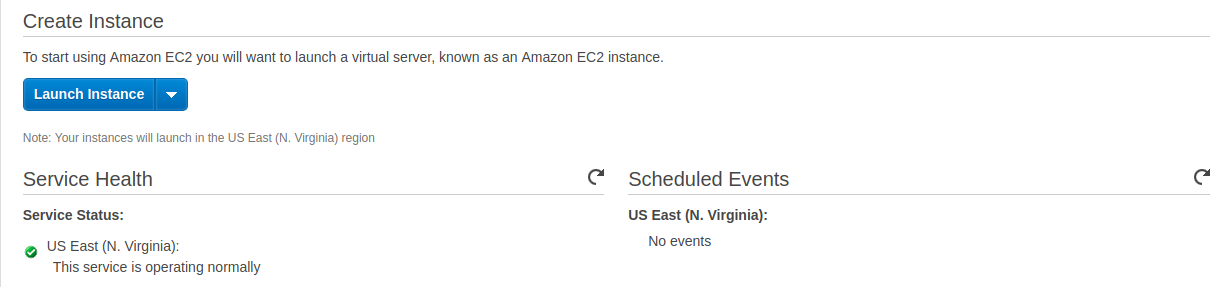 Create Instance
To start using Amazon EC2 you will want to launch a virtual server, known as an Amazon EC2 instance.
Launch Instance
Note: Your instances will launch in the US East (N. Virginia) region
Service Health
Service Status:
US East (N. Virginia):
This service is operating normally
Scheduled Events
US East (N. Virginia):
No events